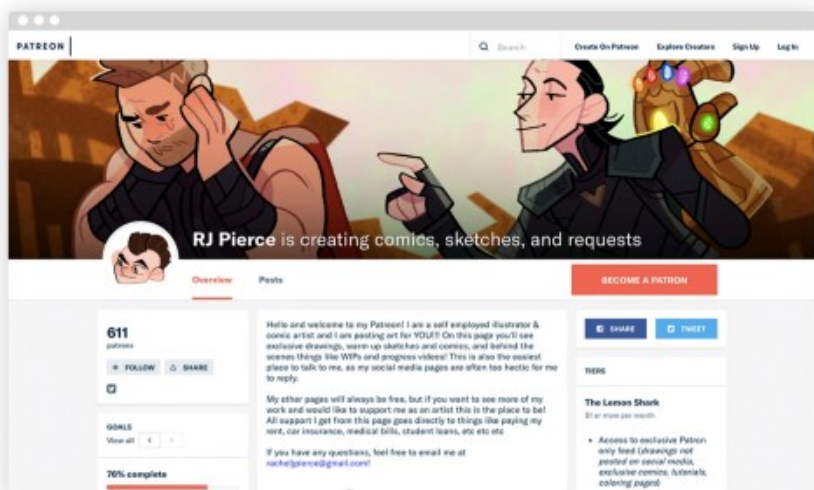 PATREON
Search
Create On Patreon
Explore Creators
Sign Up
Log In
RJ Pierce is creating comics, sketches, and requests
Overview
Posts
BECOME A PATRON
611
patrons
FOLLOW
SHARE
GOALS
View all
76% complete
Hello and welcome to my Patreon! I am a self employed illustrator &
comic artist and I am posting art for YOU!!! On this page you'll see
exclusive drawings, warm up sketches and comics, and behind the
scenes things like WIPs and progress videos! This is also the easiest
place to talk to me, as my social media pages are often too hectic for me
to reply.
My other pages will always be free, but if you want to see more of my
work and would like to support me as an artist this is the place to be!
All support I get from this page goes directly to things like paying my
rent, car insurance, medical bills, student loans, etc etc etc
If you have any questions, feel free to email me at
racheljpierce@gmail.com!
SHARE
TWEET
TIERS
The Lemon Shark
$1 or more per month
• Access to exclusive Patron
only feed (drawings not
posted on social media,
exclusive comics, tutorials,
coloring pages)